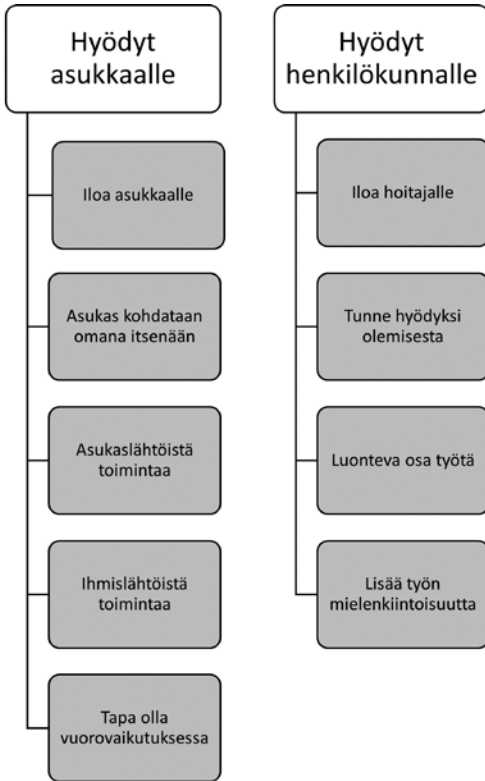 Hyödyt
asukkaalle
Iloa asukkaalle
Asukas kohdataan
omana itsenään
Asukaslähtöistä
toimintaa
Ihmislähtöistä
toimintaa
Tapa olla
vuorovaikutuksessa
Hyödyt
henkilökunnalle
Iloa hoitajalle
Tunne hyödyksi
olemisesta
Luonteva osa työtä
Lisää työn
mielenkiintoisuutta